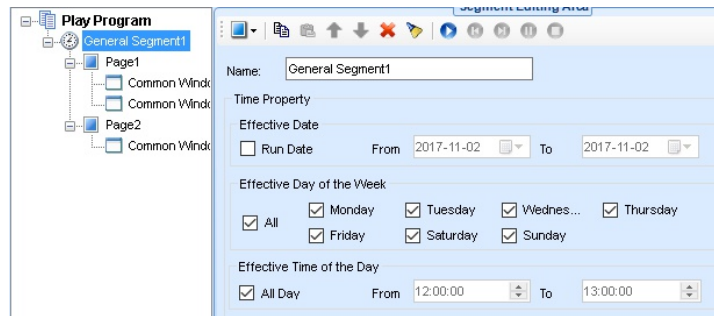 Segment Editing Area
Play Program
General Segment1
Page1
Common Windo
Common Windo
Page2
Common Windo
Name: General Segment1
Time Property
Effective Date
Run Date From 2017-11-02 To 2017-11-02
Effective Day of the Week
All
Monday Tuesday Wednes... Thursday
Friday Saturday Sunday
Effective Time of the Day
All Day From 12:00:00 To 13:00:00